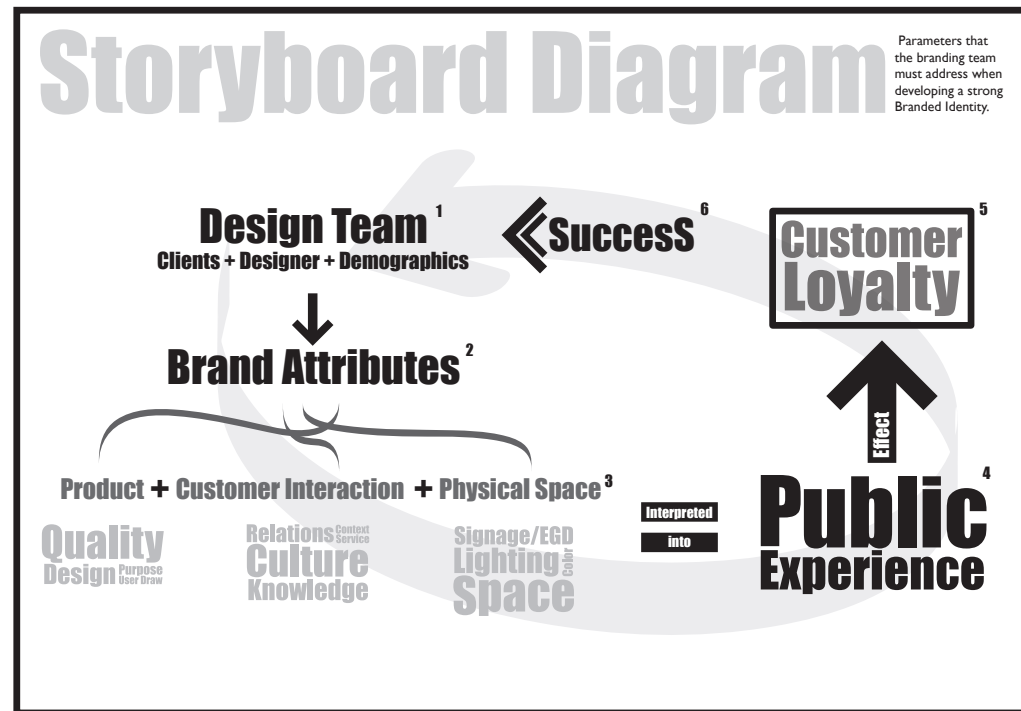 Storyboard Diagram
Parameters that
the branding team
must address when
developing a strong
Branded Identity.
Design Team 1
Clients + Designer + Demographics
SuccesS 6
Customer 5
Loyalty
Brand Attributes 2
Effect
Product + Customer Interaction + Physical Space 3
Quality
Design Purpose
User Draw
Relations Context
Service
Culture
Knowledge
Signage/EGD
Lighting Color
Space
Interpreted
into
Public 4
Experience